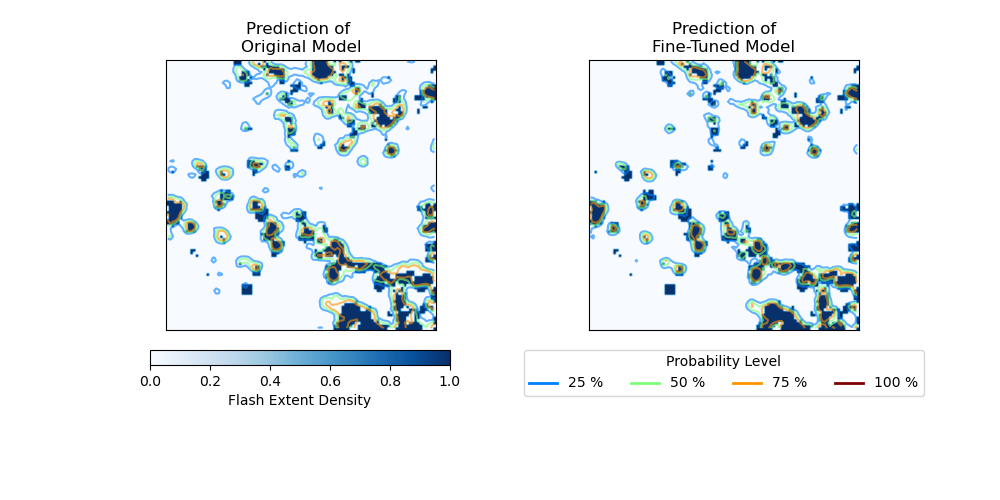 Prediction of
Original Model
Prediction of
Fine-Tuned Model
0.0 0.2 0.4 0.6 0.8 1.0
Flash Extent Density
Probability Level
25 % 50 % 75 % 100 %